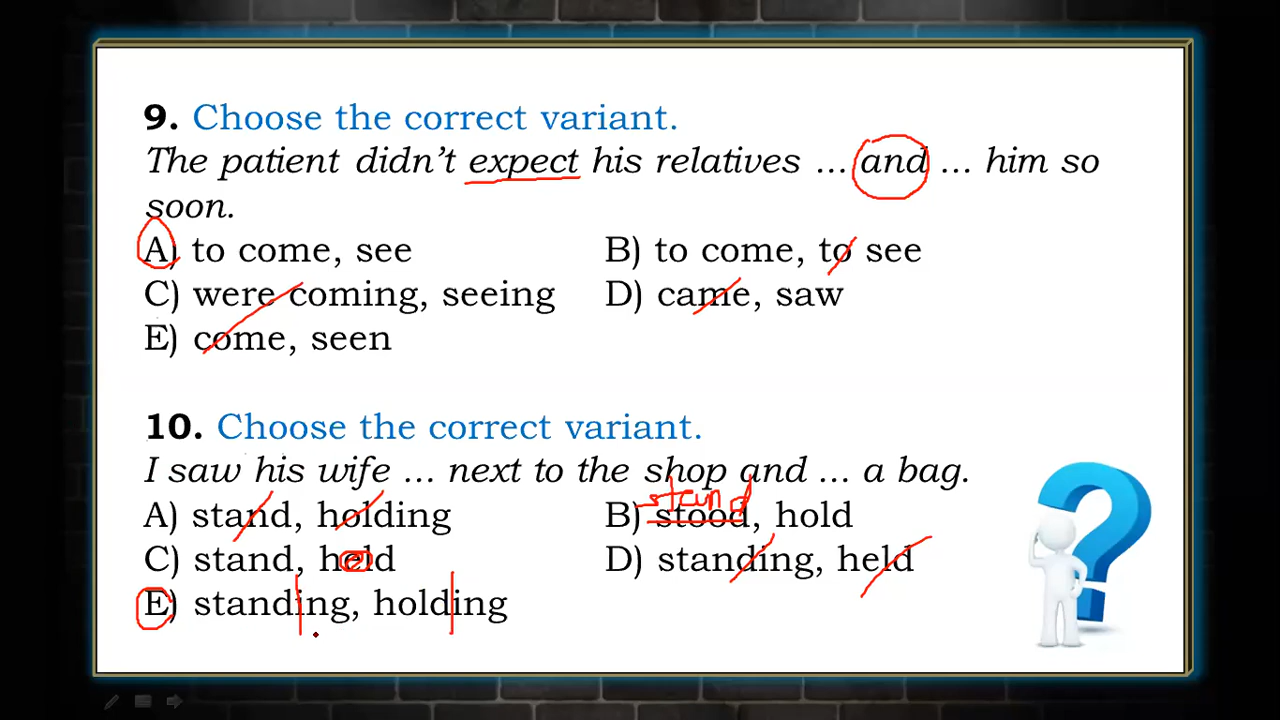 9. Choose the correct variant.
The patient didn't expect his relatives ... and ... him so
soon.
A) to come, see B) to come, to see
C) were coming, seeing D) came, saw
E) come, seen
10. Choose the correct variant.
I saw his wife ... next to the shop and ... a bag.
stand
A) stand, holding B) stood, hold
C) stand, held D) standing, held
E) standing, holding